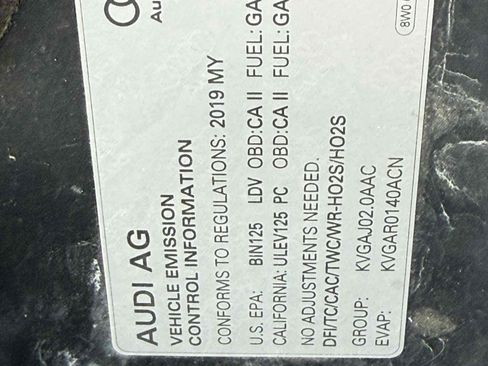 Au
8W0
AUDI AG
VEHICLE EMISSION
CONTROL INFORMATION
CONFORMS TO REGULATIONS: 2019 MY
U.S. EPA: BIN125 LDV OBD:CA II FUEL: GA
CALIFORNIA: ULEV125 PC OBD:CA II FUEL: GA
NO ADJUSTMENTS NEEDED.
DFI/TC/CAC/TWC/WR-HO2S/HO2S
GROUP: KVGAJ02.0AAC
EVAP: KVGAR0140ACN